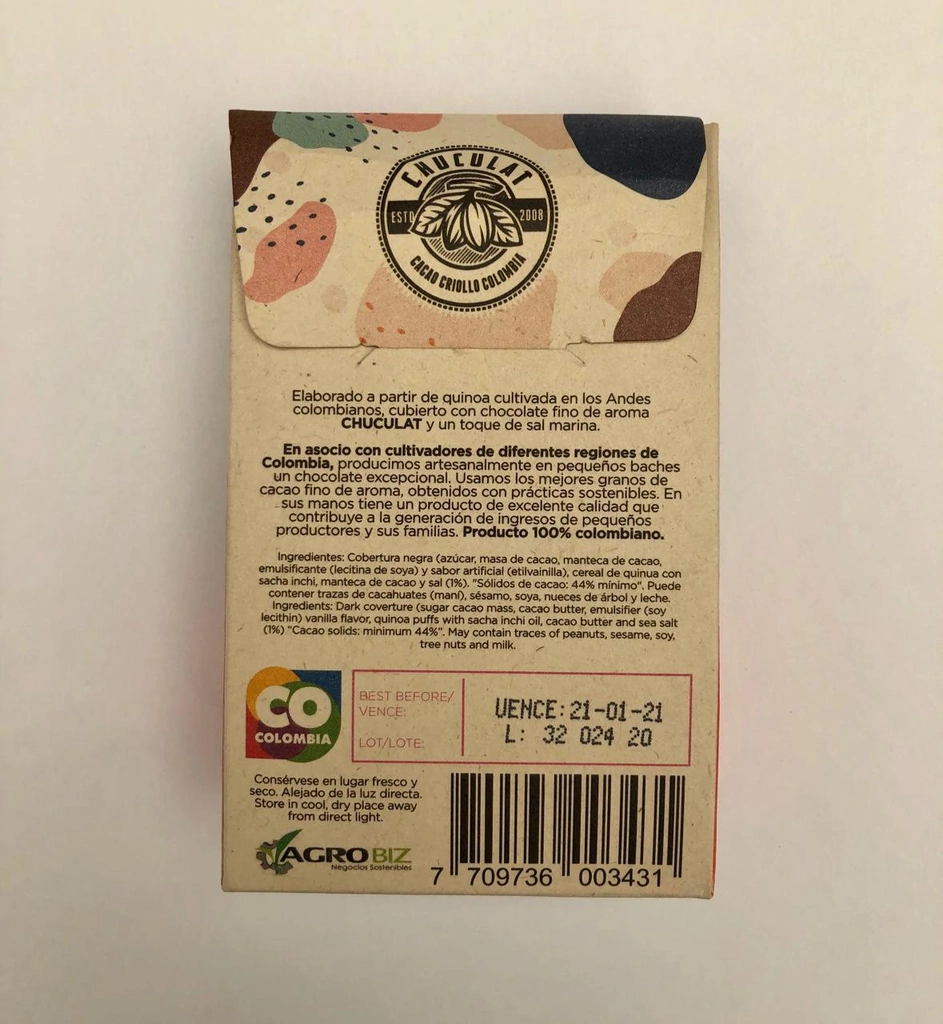 CHUCULAT
ESTD 2008
CACAO CRIOLLO COLOMBIA
Elaborado a partir de quinoa cultivada en los Andes
colombianos, cubierto con chocolate fino de aroma
CHUCULAT y un toque de sal marina.
En asocio con cultivadores de diferentes regiones de
Colombia, producimos artesanalmente en pequeños baches
un chocolate excepcional. Usamos los mejores granos de
cacao fino de aroma, obtenidos con prácticas sostenibles. En
sus manos tiene un producto de excelente calidad que
contribuye a la generación de ingresos de pequeños
productores y sus familias. Producto 100% colombiano.
Ingredientes: Cobertura negra (azúcar, masa de cacao, manteca de cacao,
emulsificante (lecitina de soya) y sabor artificial (etilvainilla), cereal de quinua con
sacha inchi, manteca de cacao y sal (1%). "Sólidos de cacao: 44% mínimo". Puede
contener trazas de cacahuates (maní), sésamo, soya, nueces de árbol y leche.
Ingredients: Dark coverture (sugar cacao mass, cacao butter, emulsifier (soy
lecithin) vanilla flavor, quinoa puffs with sacha inchi oil, cacao butter and sea salt
(1%) "Cacao solids: minimum 44%". May contain traces of peanuts, sesame, soy,
tree nuts and milk.
CO
COLOMBIA
BEST BEFORE/
VENCE:
LOT/LOTE:
VENCE: 21-01-21
L: 32 024 20
Consérvese en lugar fresco y
seco. Alejado de la luz directa.
Store in cool, dry place away
from direct light.
AGROBIZ
Negocios Sostenibles
7 709736 003431